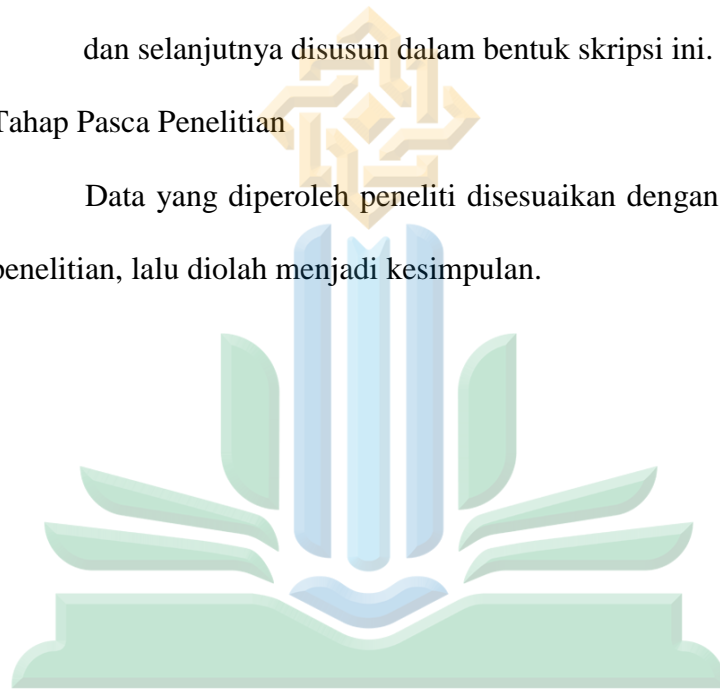 dan selanjutnya disusun dalam bentuk skripsi ini.
Tahap Pasca Penelitian
Data yang diperoleh peneliti disesuaikan dengan
penelitian, lalu diolah menjadi kesimpulan.